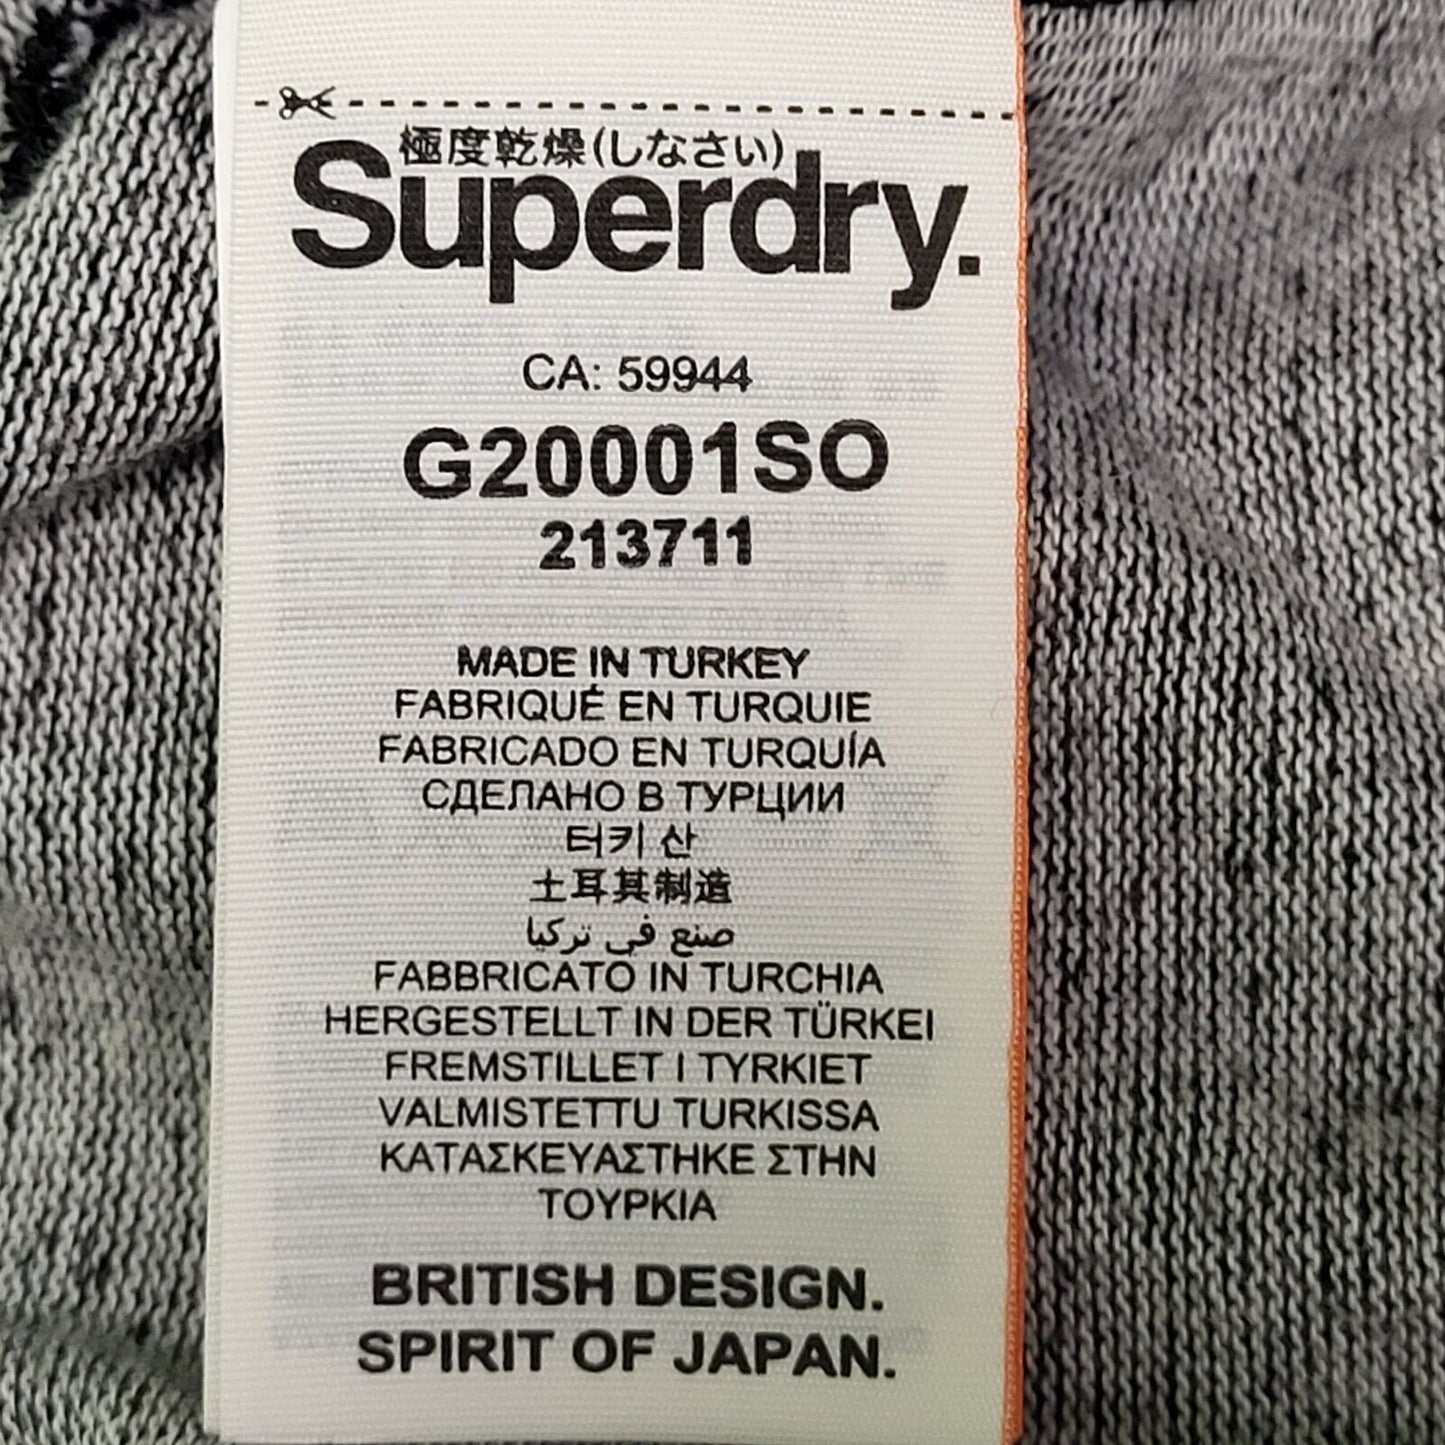 極度乾燥(しなさい)
Superdry.
CA: 59944
G20001SO
213711
MADE IN TURKEY
FABRIQUÉ EN TURQUIE
FABRICADO EN TURQUÍA
СДЕЛАНО В ТУРЦИИ
터키 산
土耳其制造
صنع في تركيا
FABBRICATO IN TURCHIA
HERGESTELLT IN DER TÜRKEI
FREMSTILLET I TYRKIET
VALMISTETTU TURKISSA
ΚΑΤΑΣΚΕΥΑΣΤΗΚΕ ΣΤΗΝ
ΤΟΥΡΚΙΑ
BRITISH DESIGN.
SPIRIT OF JAPAN.